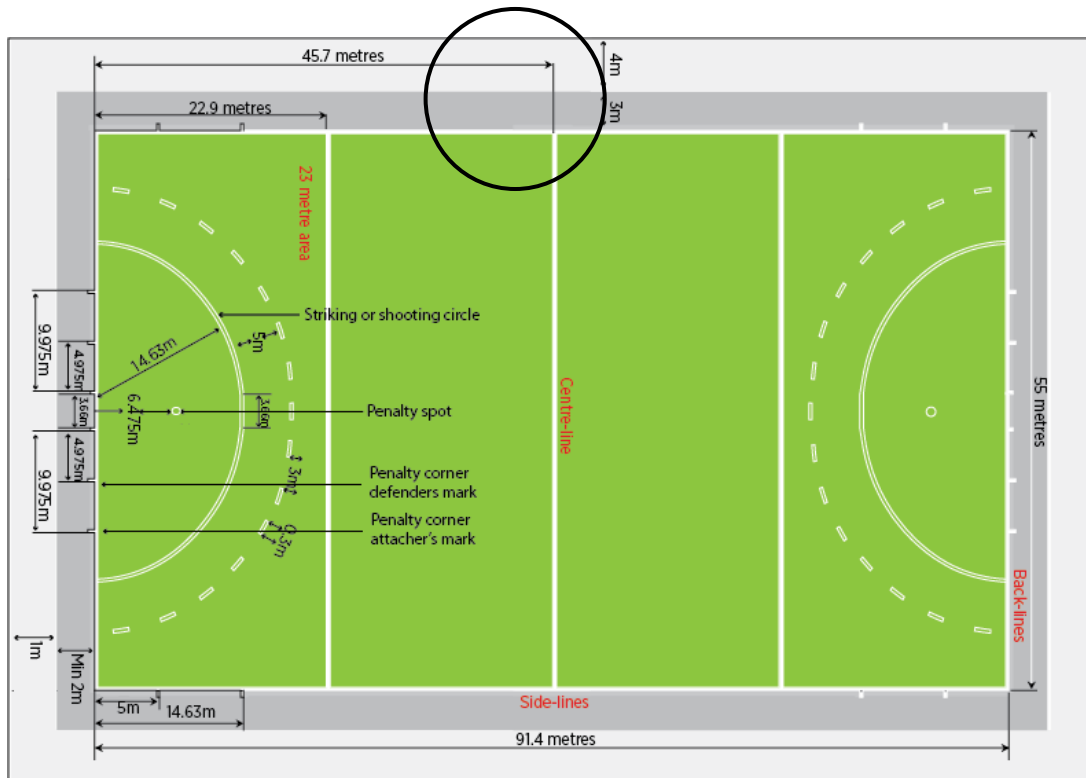 45.7 metres
4m
22.9 metres
3m
23 metre area
Striking or shooting circle
5m
14.63m
9.975m
4.975m
3.66m
6.475m
3.66m
Penalty spot
Centre-line
55 metres
4.975m
9.975m
3m
Penalty corner
defenders mark
0.3m
Penalty corner
attacher's mark
Back-lines
1m
Min 2m
5m
14.63m
Side-lines
91.4 metres